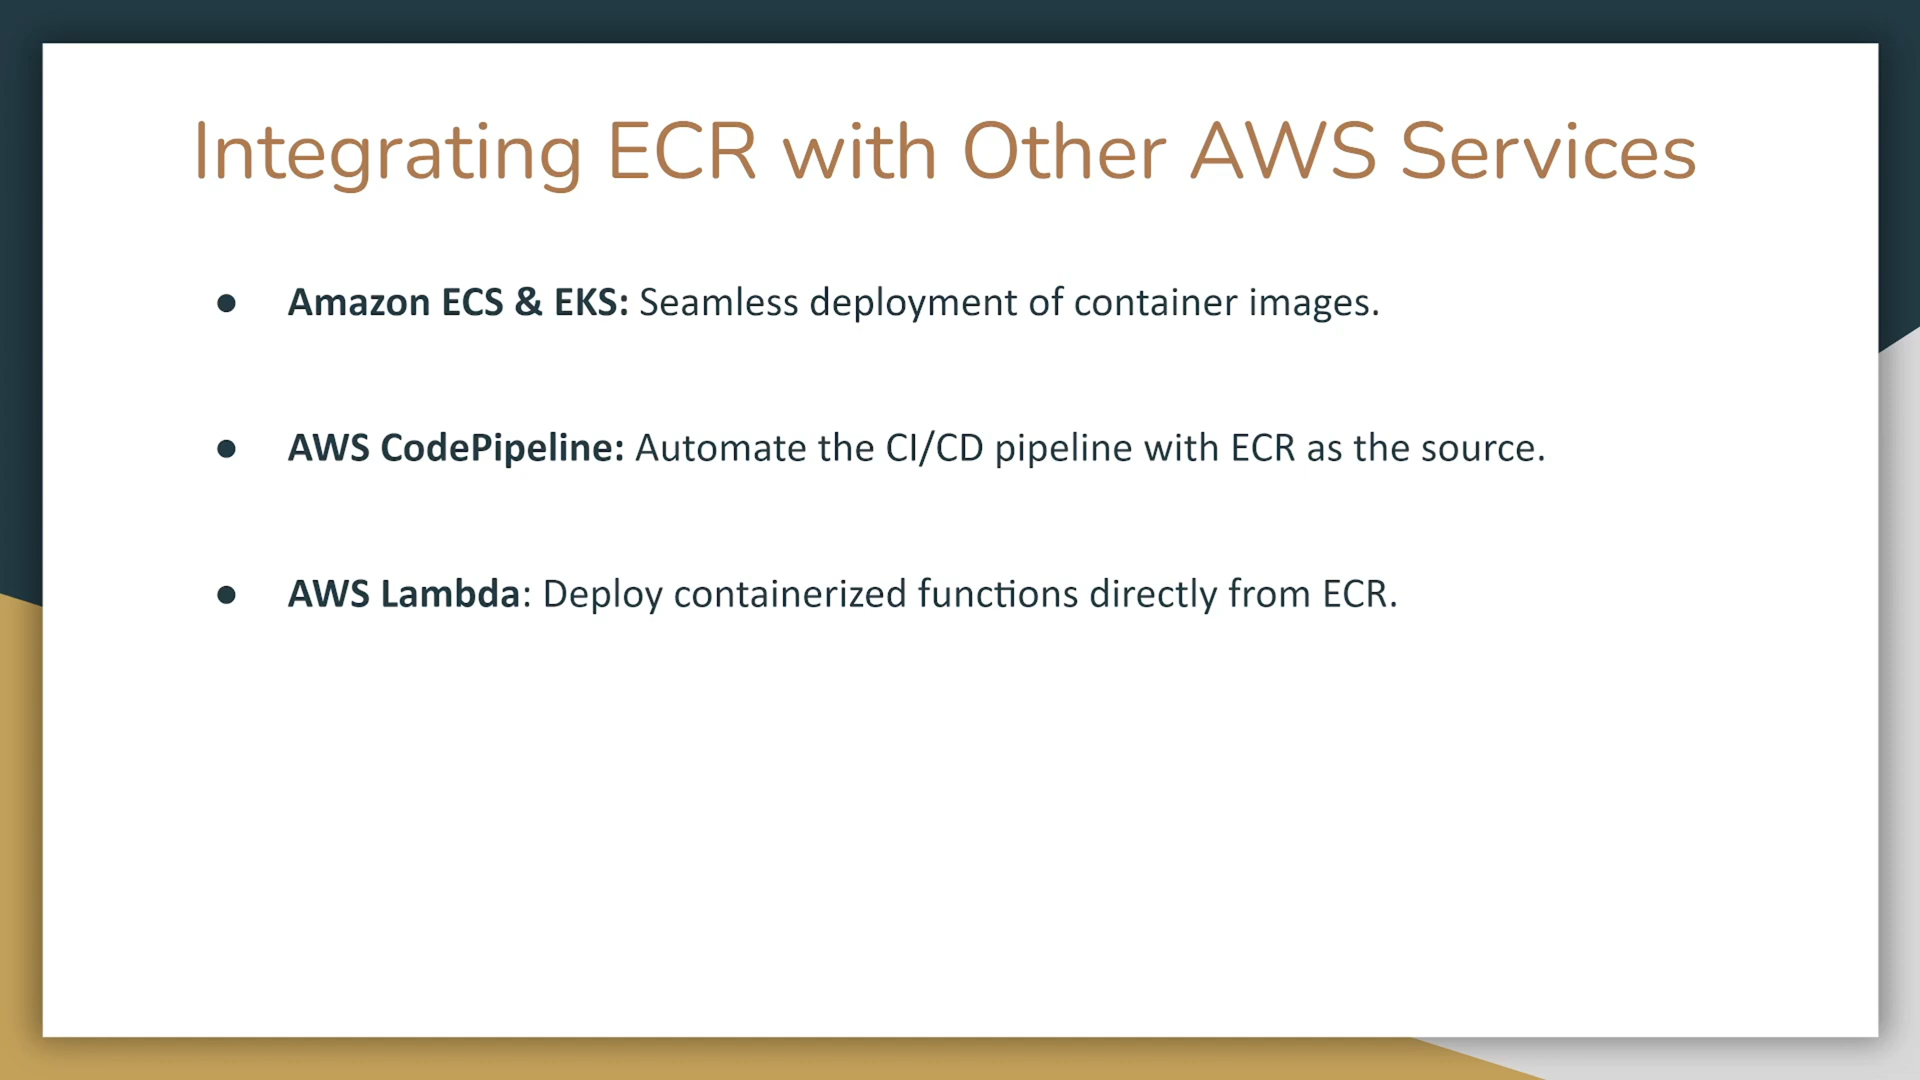 Integrating ECR with Other AWS Services
● Amazon ECS & EKS: Seamless deployment of container images.
● AWS CodePipeline: Automate the CI/CD pipeline with ECR as the source.
● AWS Lambda: Deploy containerized functions directly from ECR.